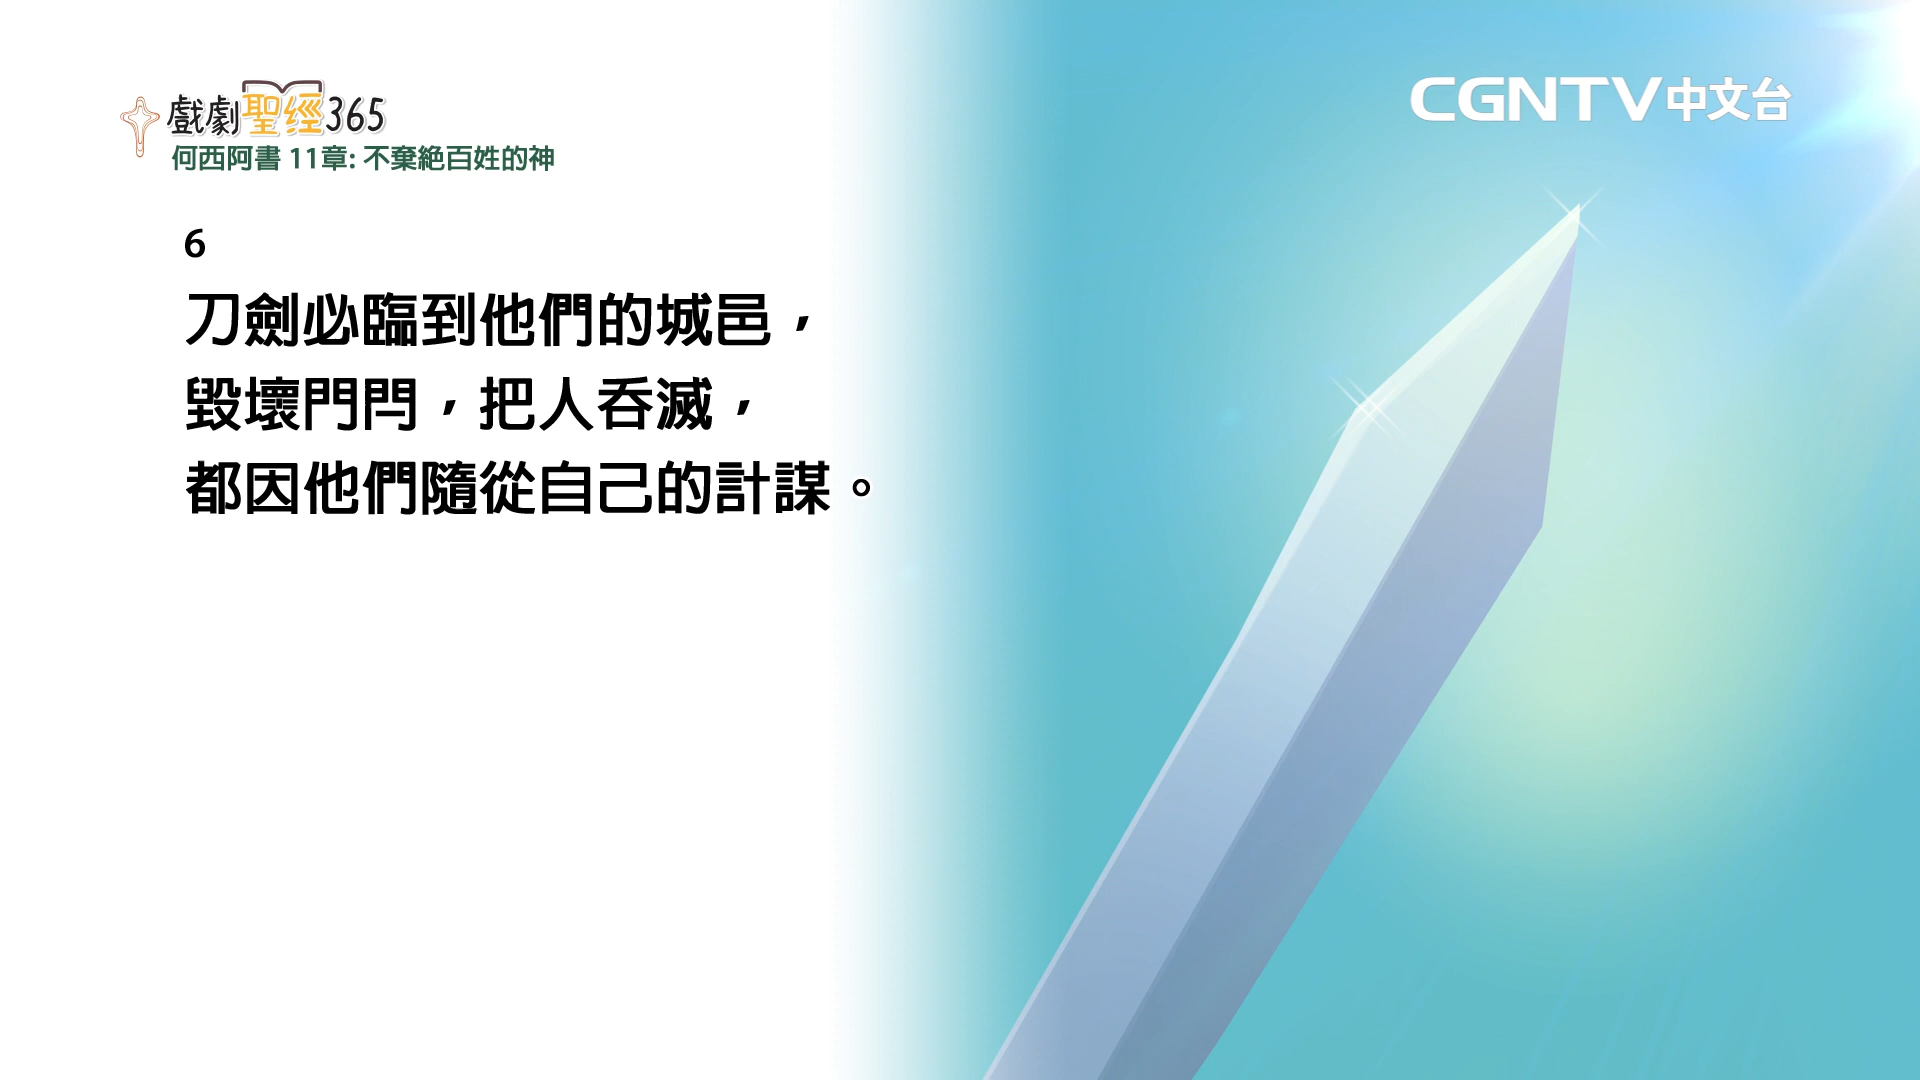 戲劇聖經365
CGNTV中文台
何西阿書 11章: 不棄絕百姓的神
6
刀劍必臨到他們的城邑，
毀壞門閂，把人吞滅，
都因他們隨從自己的計謀。